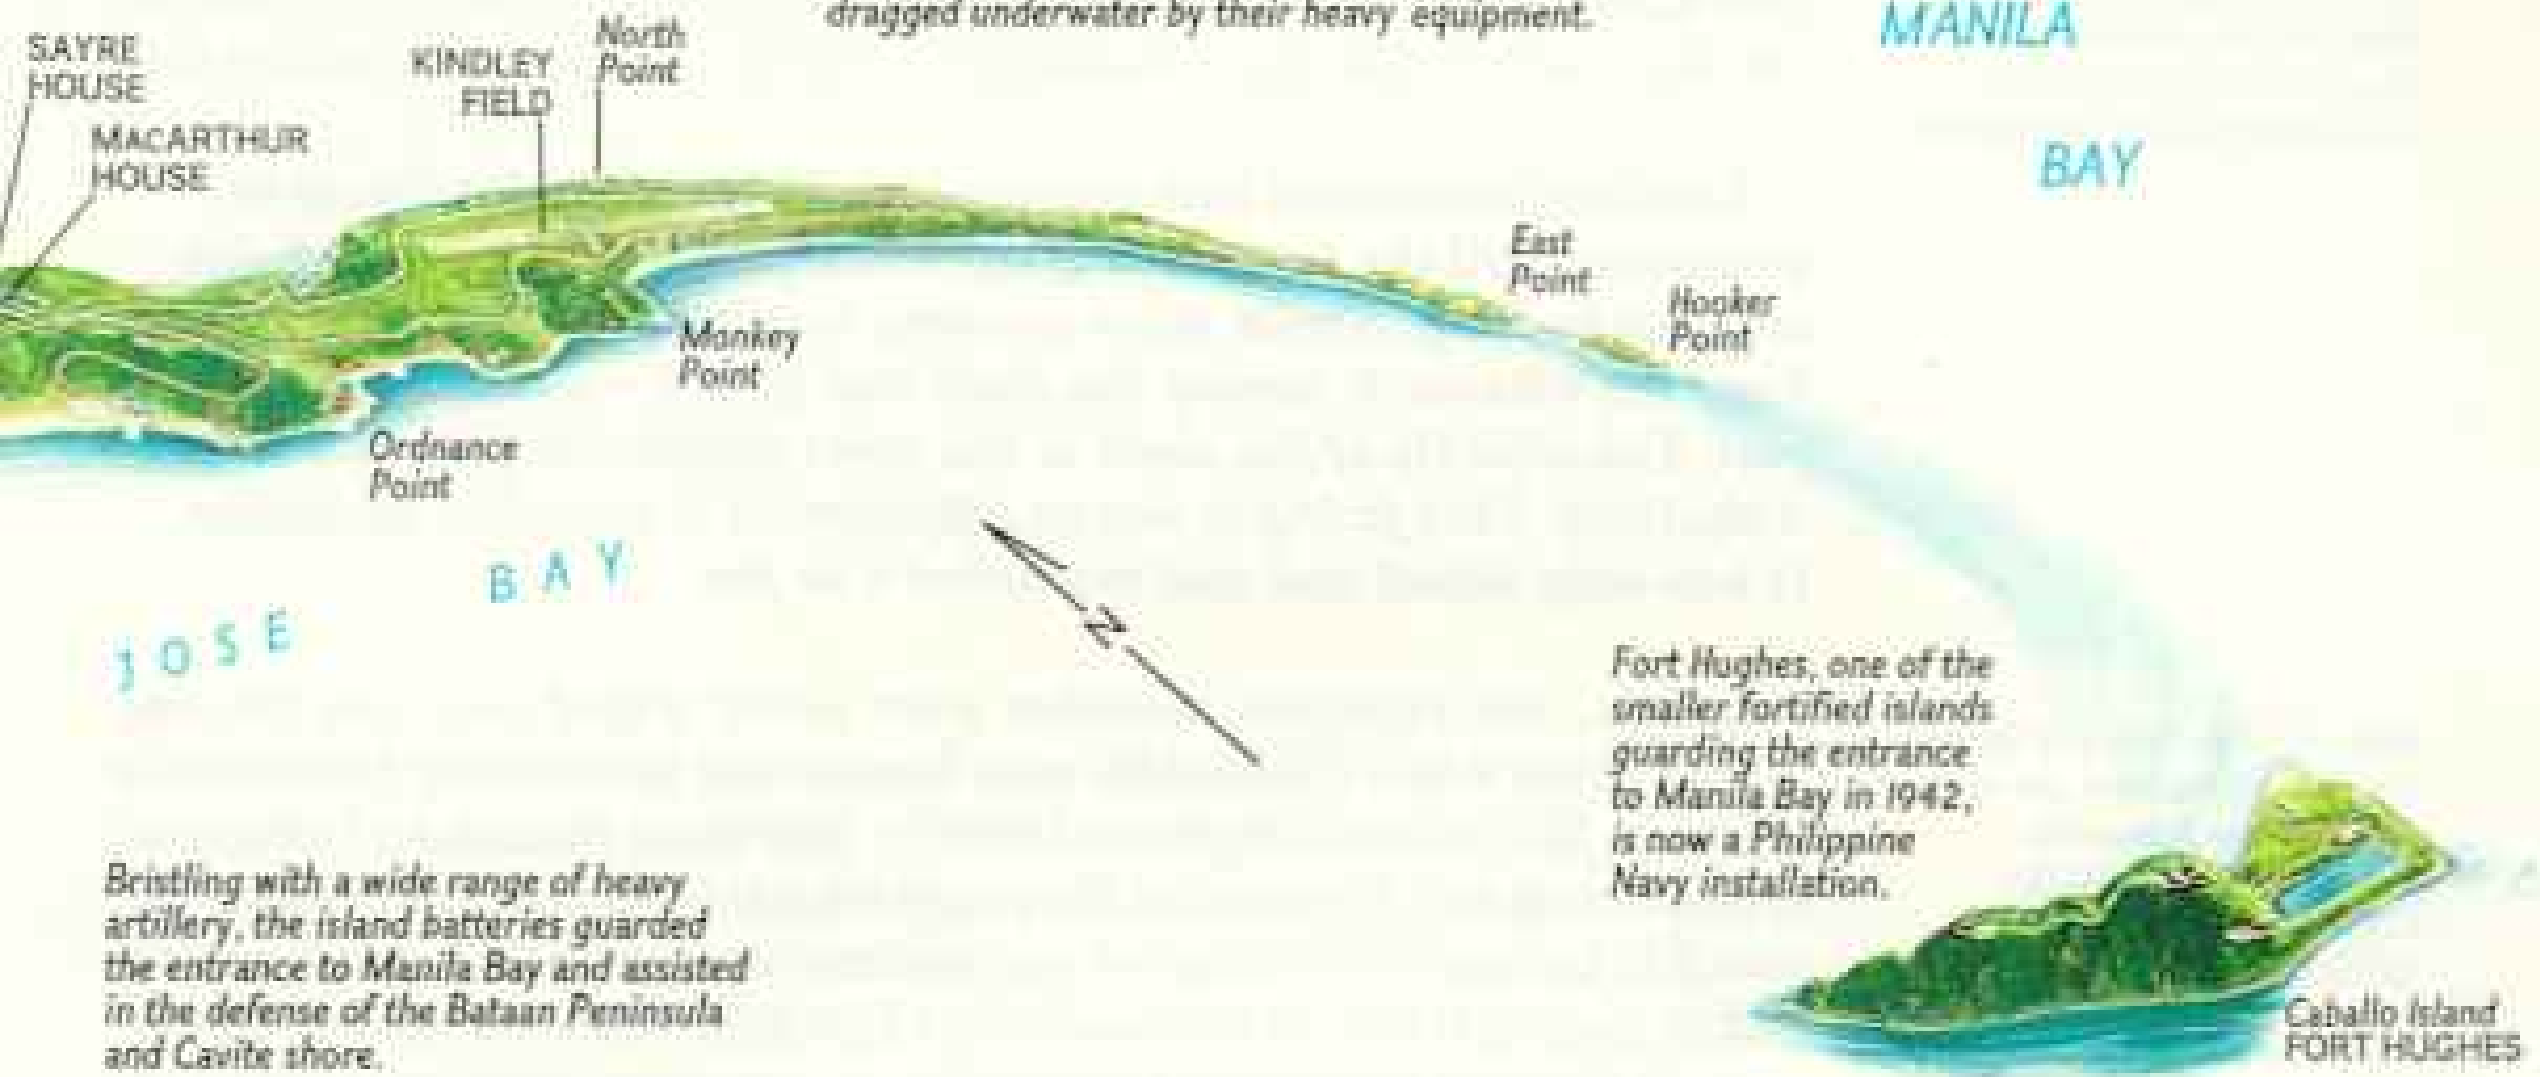 dragged underwater by their heavy equipment.
MANILA
BAY
SAYRE
HOUSE
MACARTHUR
HOUSE
KINDLEY
FIELD
North
Point
East
Point
Hooker
Point
Monkey
Point
Ordnance
Point
JOSE BAY
N
Fort Hughes, one of the
smaller fortified islands
guarding the entrance
to Manila Bay in 1942,
is now a Philippine
Navy installation.
Bristling with a wide range of heavy
artillery, the island batteries guarded
the entrance to Manila Bay and assisted
in the defense of the Bataan Peninsula
and Cavite shore.
Caballo Island
FORT HUGHES